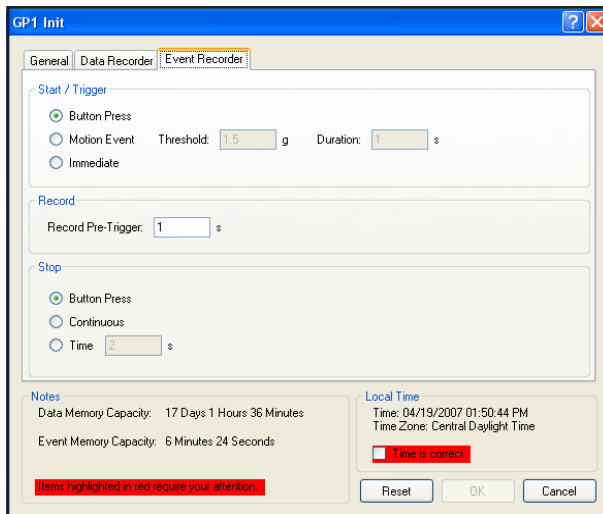 GP1 Init
General Data Recorder Event Recorder
Start / Trigger
Button Press
Motion Event Threshold: 1.5 g Duration: 1 s
Immediate
Record
Record Pre-Trigger: 1 s
Stop
Button Press
Continuous
Time 2 s
Notes
Data Memory Capacity: 17 Days 1 Hours 36 Minutes
Event Memory Capacity: 6 Minutes 24 Seconds
Items highlighted in red require your attention.
Local Time
Time: 04/19/2007 01:50:44 PM
Time Zone: Central Daylight Time
Time is correct
Reset OK Cancel